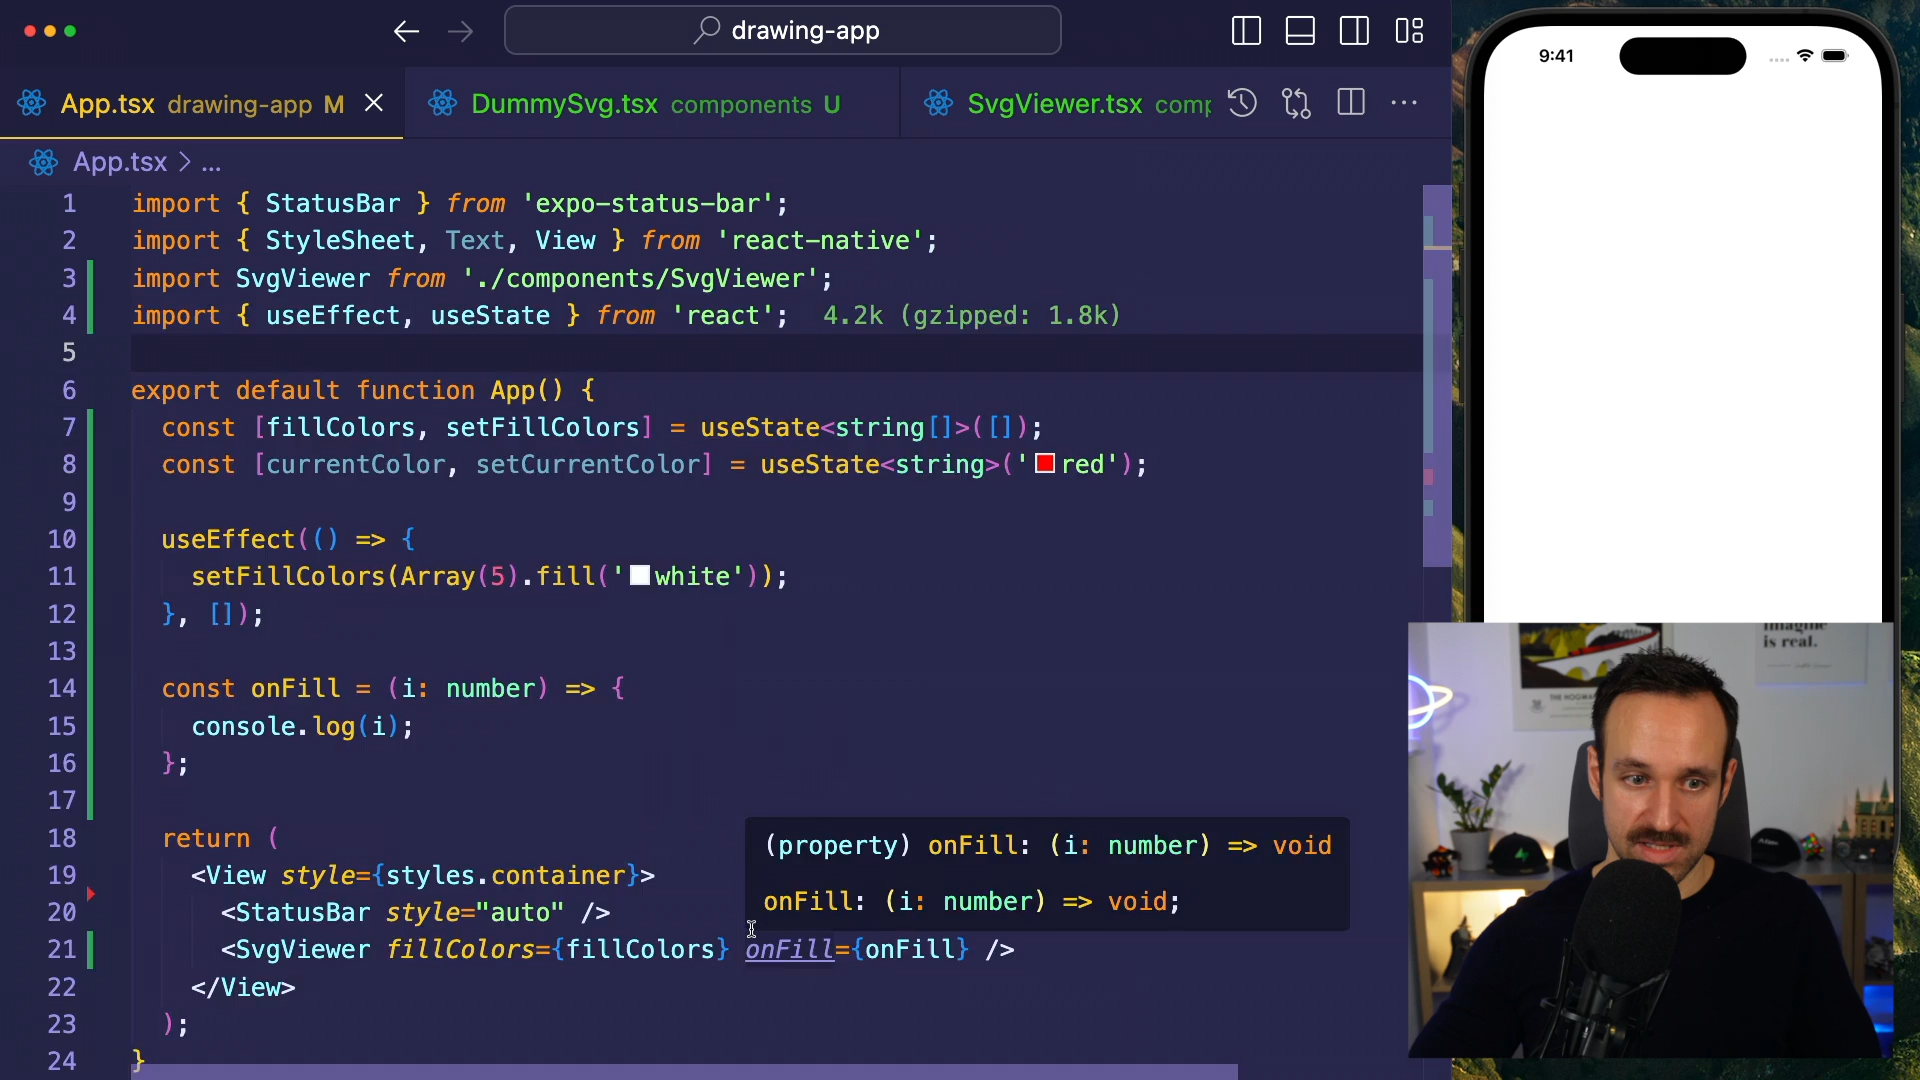 drawing-app
App.tsx drawing-app M
DummySvg.tsx components U
SvgViewer.tsx comp
App.tsx > ...
1 import { StatusBar } from 'expo-status-bar';
2 import { StyleSheet, Text, View } from 'react-native';
3 import SvgViewer from './components/SvgViewer';
4 import { useEffect, useState } from 'react'; 4.2k (gzipped: 1.8k)
5
6 export default function App() {
7 const [fillColors, setFillColors] = useState<string[]>([]);
8 const [currentColor, setCurrentColor] = useState<string>('red');
9
10 useEffect(() => {
11 setFillColors(Array(5).fill('white'));
12 }, []);
13
14 const onFill = (i: number) => {
15 console.log(i);
16 };
17
18 return (
(property) onFill: (i: number) => void
19 <View style={styles.container}>
onFill: (i: number) => void;
20 <StatusBar style="auto" />
21 <SvgViewer fillColors={fillColors} onFill={onFill} />
22 </View>
23 );
24 }
9:41
imagine
is real.
THE HOGWAR